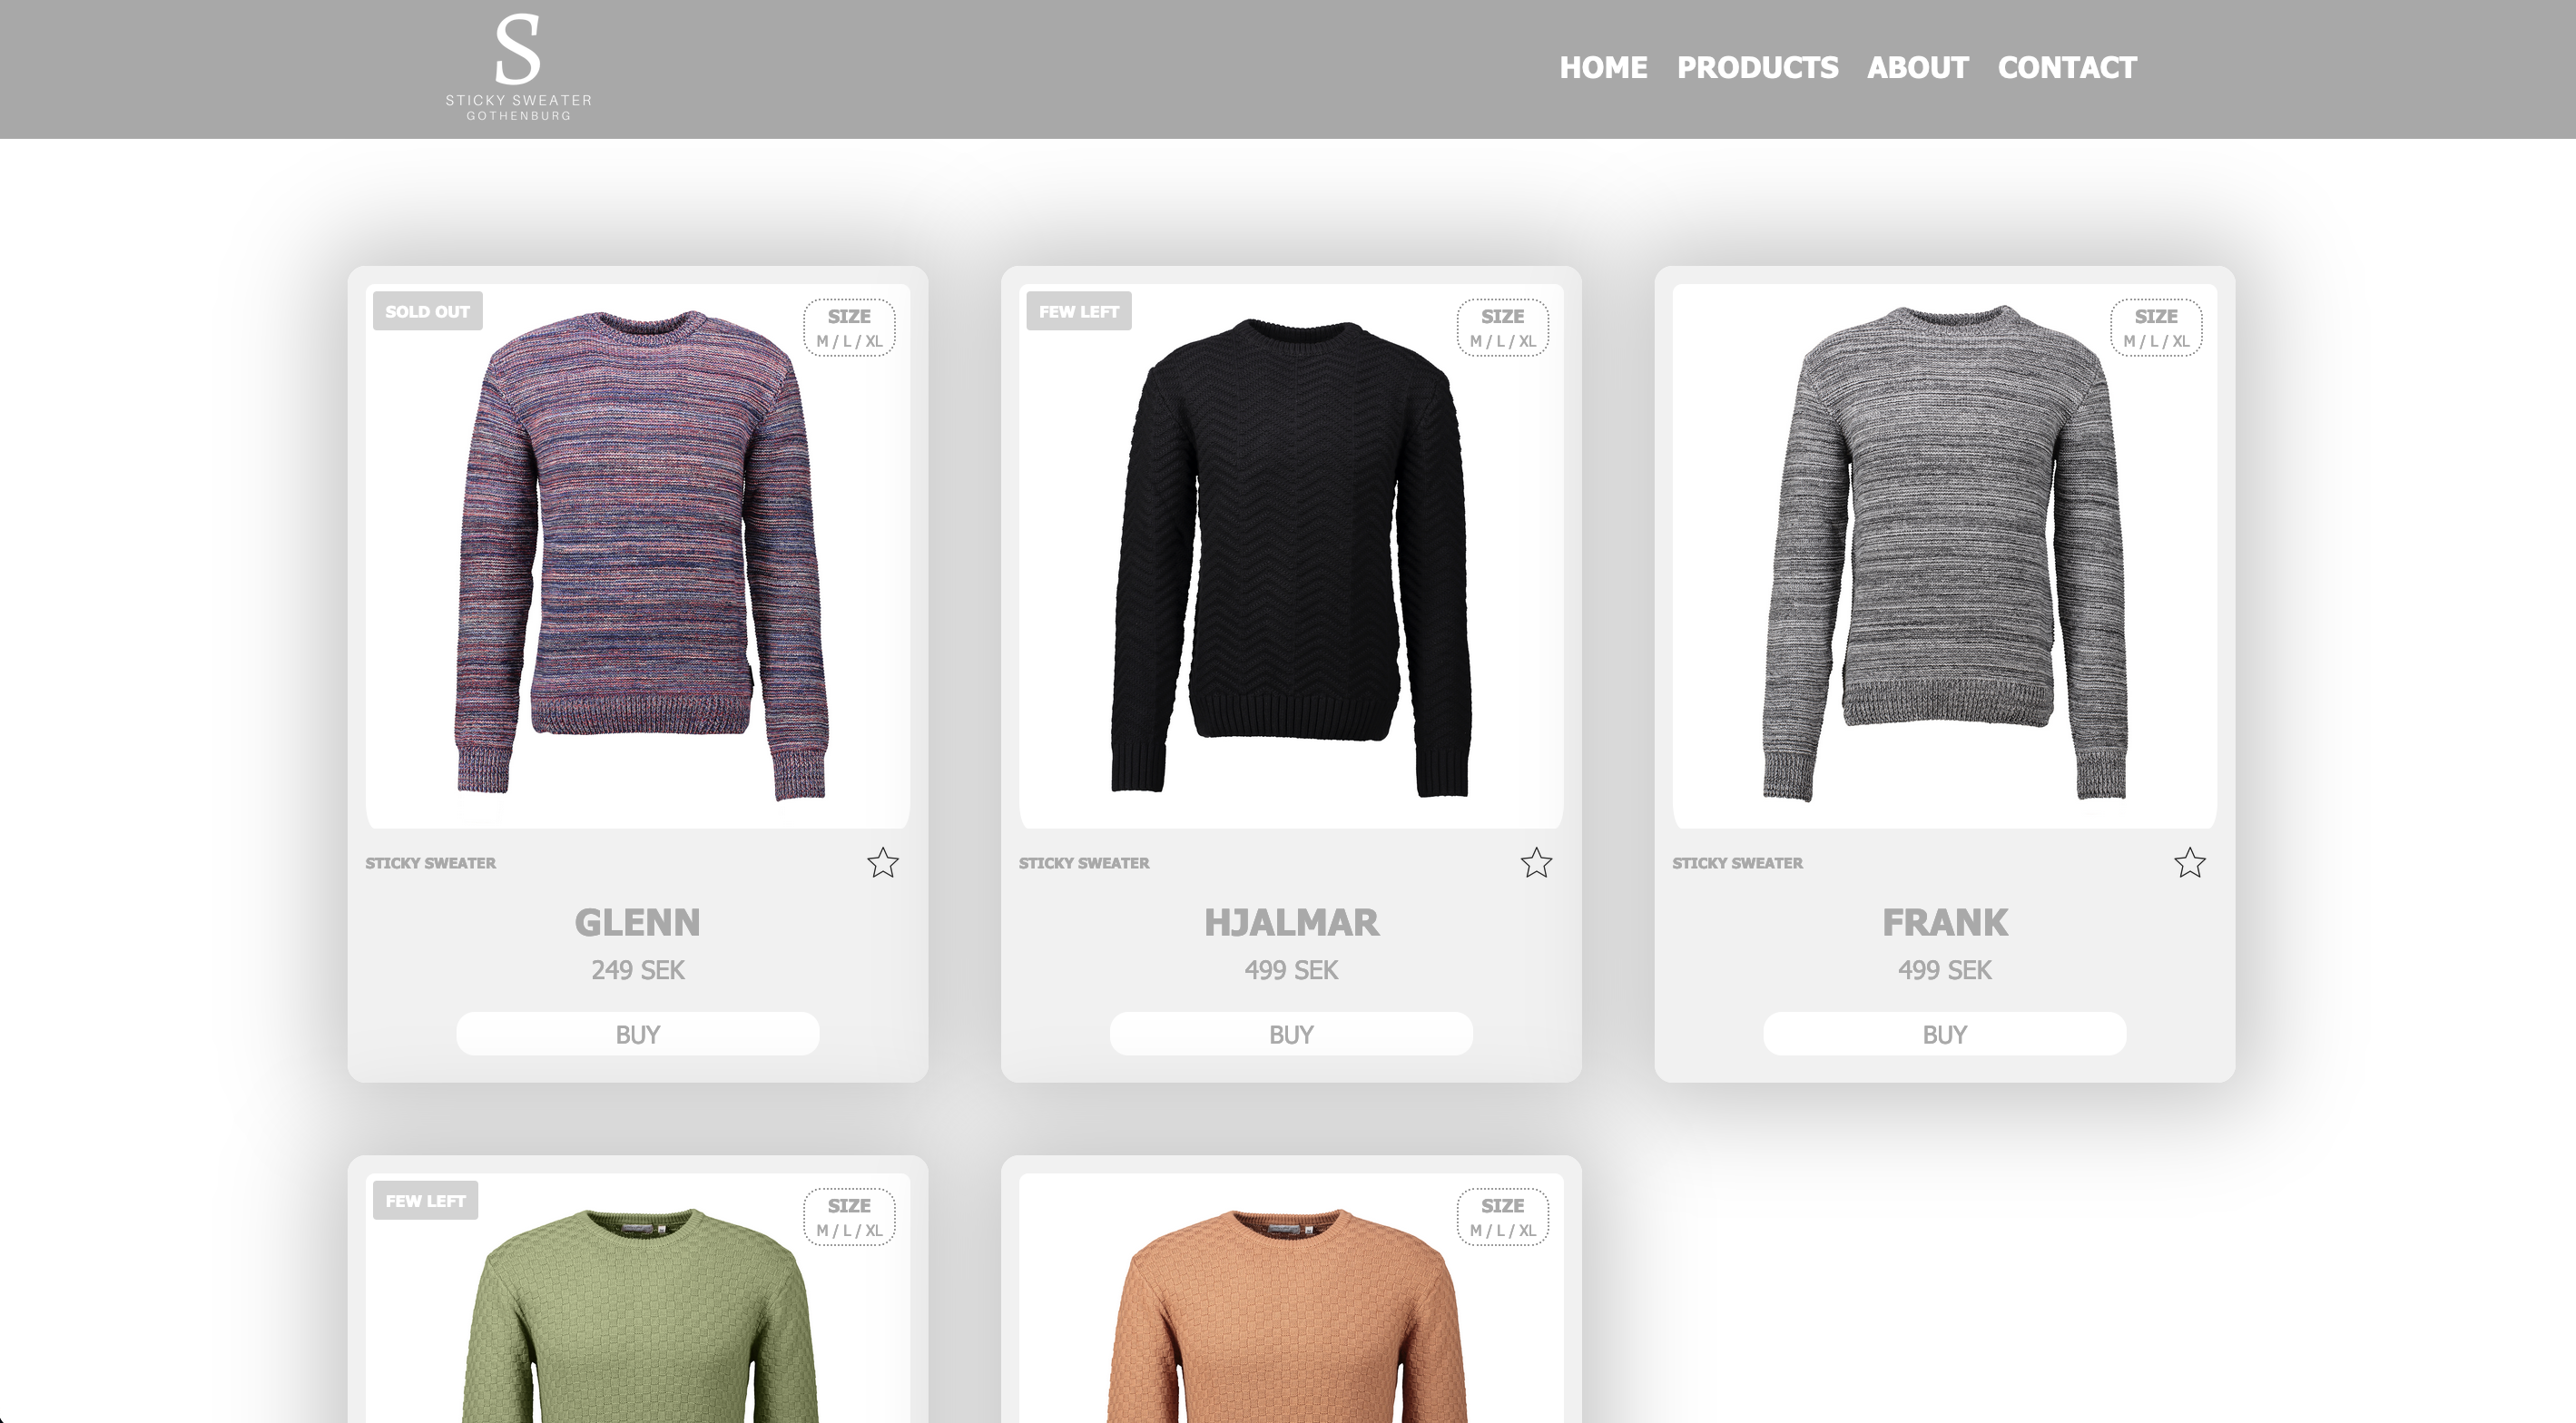 S
STICKY SWEATER
GOTHENBURG
HOME PRODUCTS ABOUT CONTACT
SOLD OUT
SIZE
M / L / XL
STICKY SWEATER
GLENN
249 SEK
BUY
FEW LEFT
SIZE
M / L / XL
STICKY SWEATER
HJALMAR
499 SEK
BUY
SIZE
M / L / XL
STICKY SWEATER
FRANK
499 SEK
BUY
FEW LEFT
SIZE
M / L / XL
SIZE
M / L / XL